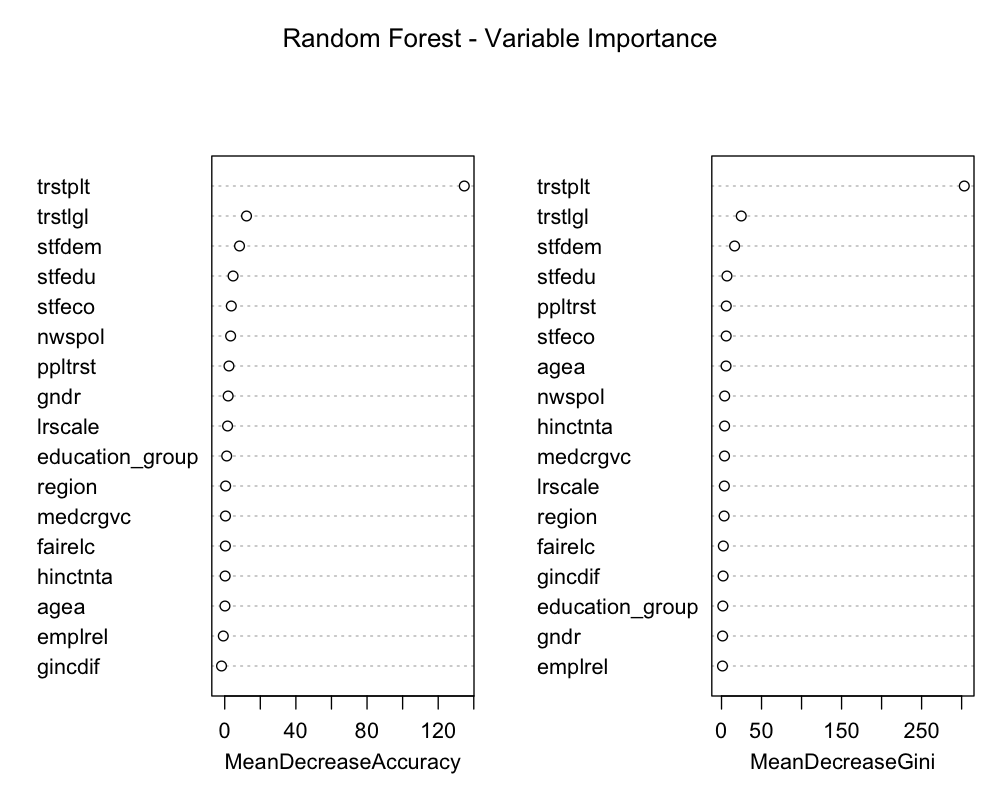 Random Forest - Variable Importance
trstplt
trstlgl
stfdem
stfedu
stfeco
nwspol
ppltrst
gndr
lrscale
education_group
region
medcrgvc
fairelc
hinctnta
agea
emplrel
gincdif
0 40 80 120
MeanDecreaseAccuracy
trstplt
trstlgl
stfdem
stfedu
ppltrst
stfeco
agea
nwspol
hinctnta
medcrgvc
lrscale
region
fairelc
gincdif
education_group
gndr
emplrel
0 50 150 250
MeanDecreaseGini